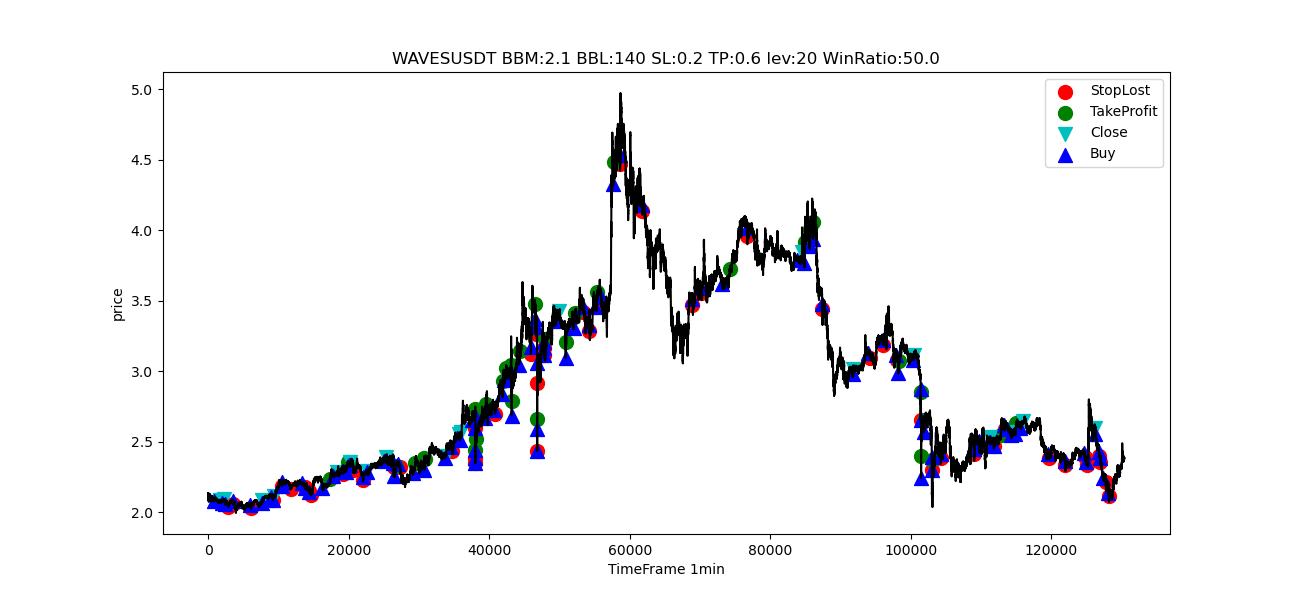 WAVESUSDT BBM:2.1 BBL:140 SL:0.2 TP:0.6 lev:20 WinRatio:50.0
StopLost
TakeProfit
Close
Buy
price
5.0
4.5
4.0
3.5
3.0
2.5
2.0
0 20000 40000 60000 80000 100000 120000
TimeFrame 1min